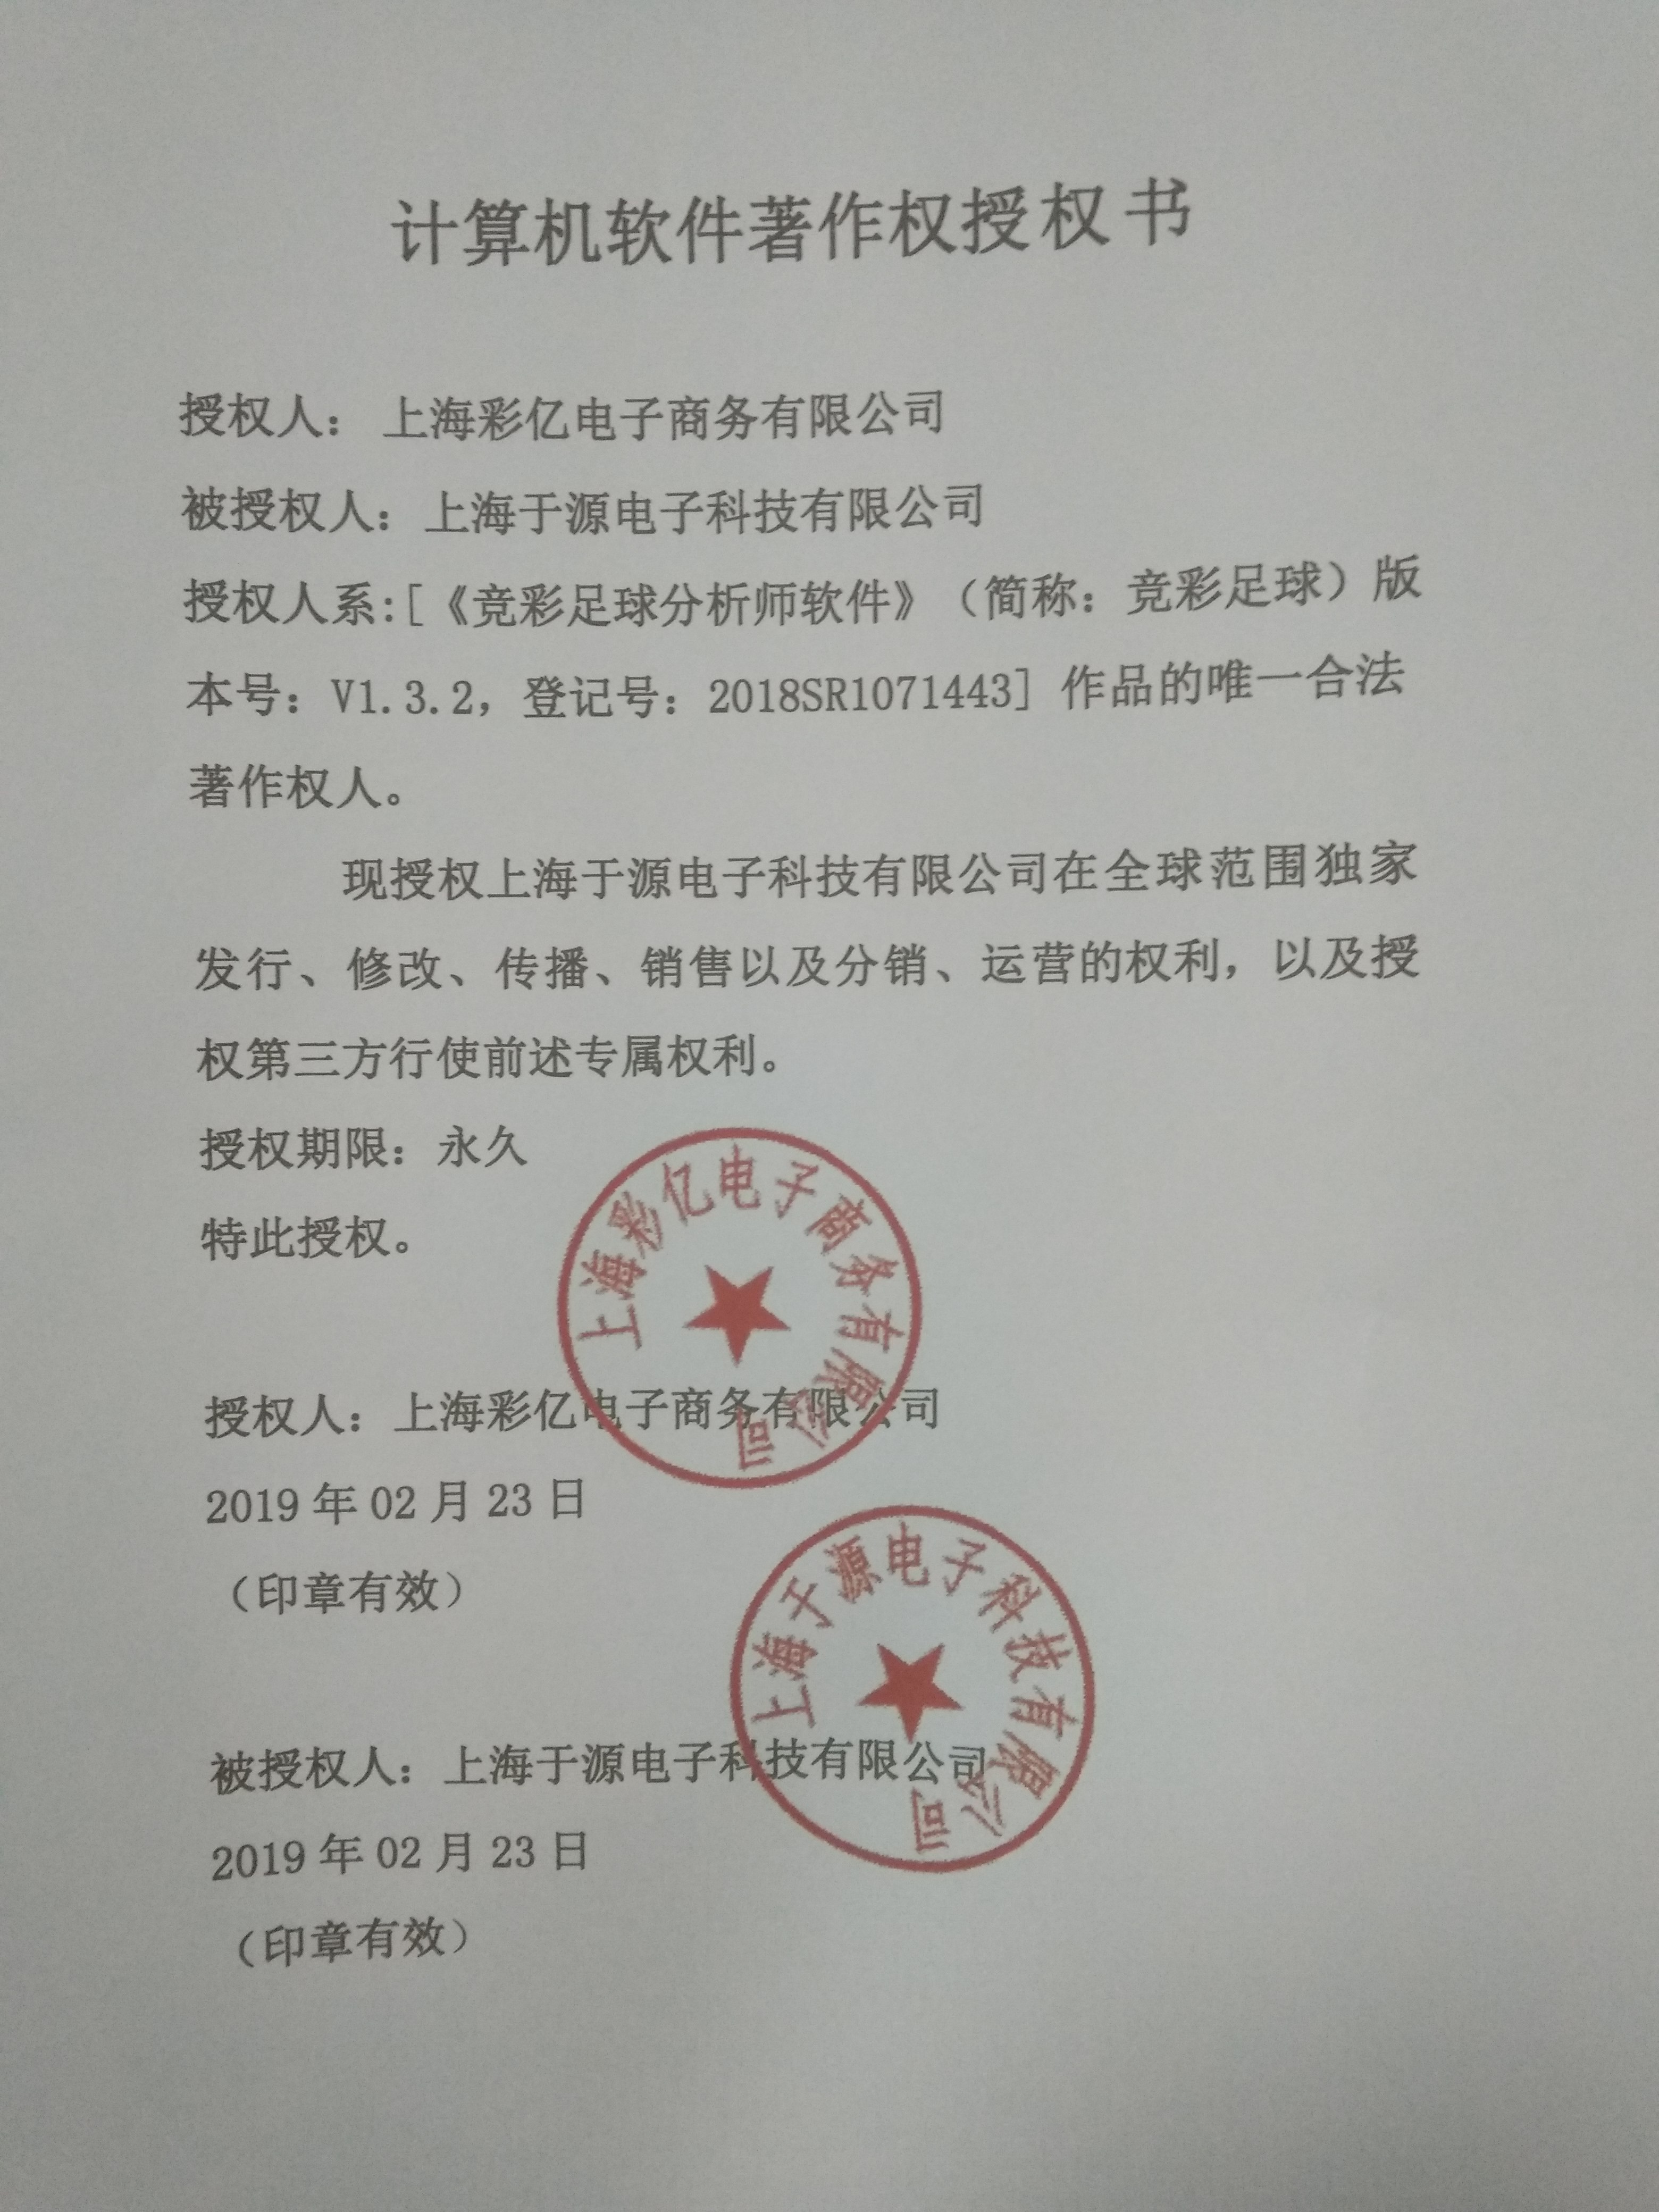 计算机软件著作权授权书
授权人： 上海彩亿电子商务有限公司
被授权人：上海于源电子科技有限公司
授权人系:[《竞彩足球分析师软件》（简称：竞彩足球）版
本号：V1.3.2，登记号：2018SR1071443] 作品的唯一合法
著作权人。
现授权上海于源电子科技有限公司在全球范围独家
发行、修改、传播、销售以及分销、运营的权利，以及授
权第三方行使前述专属权利。
授权期限：永久
特此授权。
上海彩亿电子商务有限公司
授权人：上海彩亿电子商务有限公司
2019 年 02 月 23 日
（印章有效）
上海于源电子科技有限公司
被授权人：上海于源电子科技有限公司
2019 年 02 月 23 日
（印章有效）